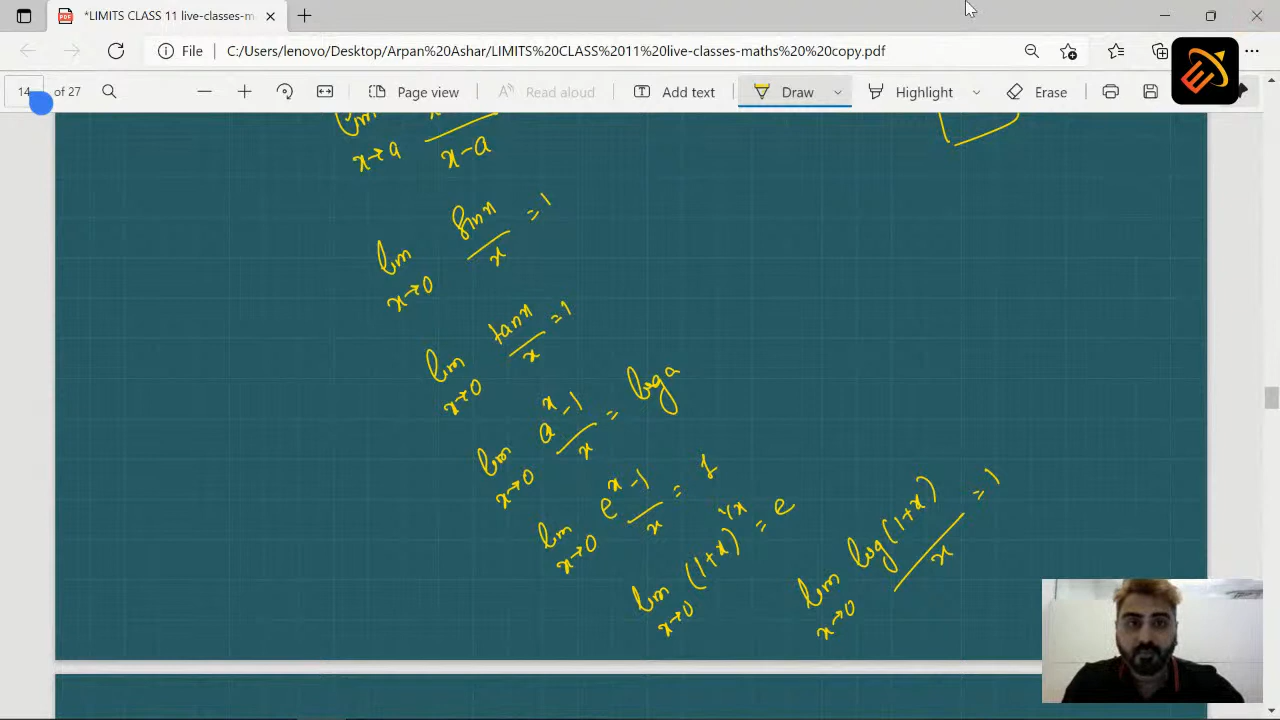 *LIMITS CLASS 11 live-classes-m
File C:/Users/lenovo/Desktop/Arpan%20Ashar/LIMITS%20CLASS%2011%20live-classes-maths%20%20copy.pdf
14 of 27 Page view Read aloud Add text Draw Highlight Erase
lim x→a x / x-a
lim x→0 sinx / x = 1
lim x→0 tanx / x = 1
lim x→0 a^x - 1 / x = log a
lim x→0 e^x - 1 / x = 1
lim x→0 (1+x)^1/x = e
lim x→0 log(1+x) / x = 1